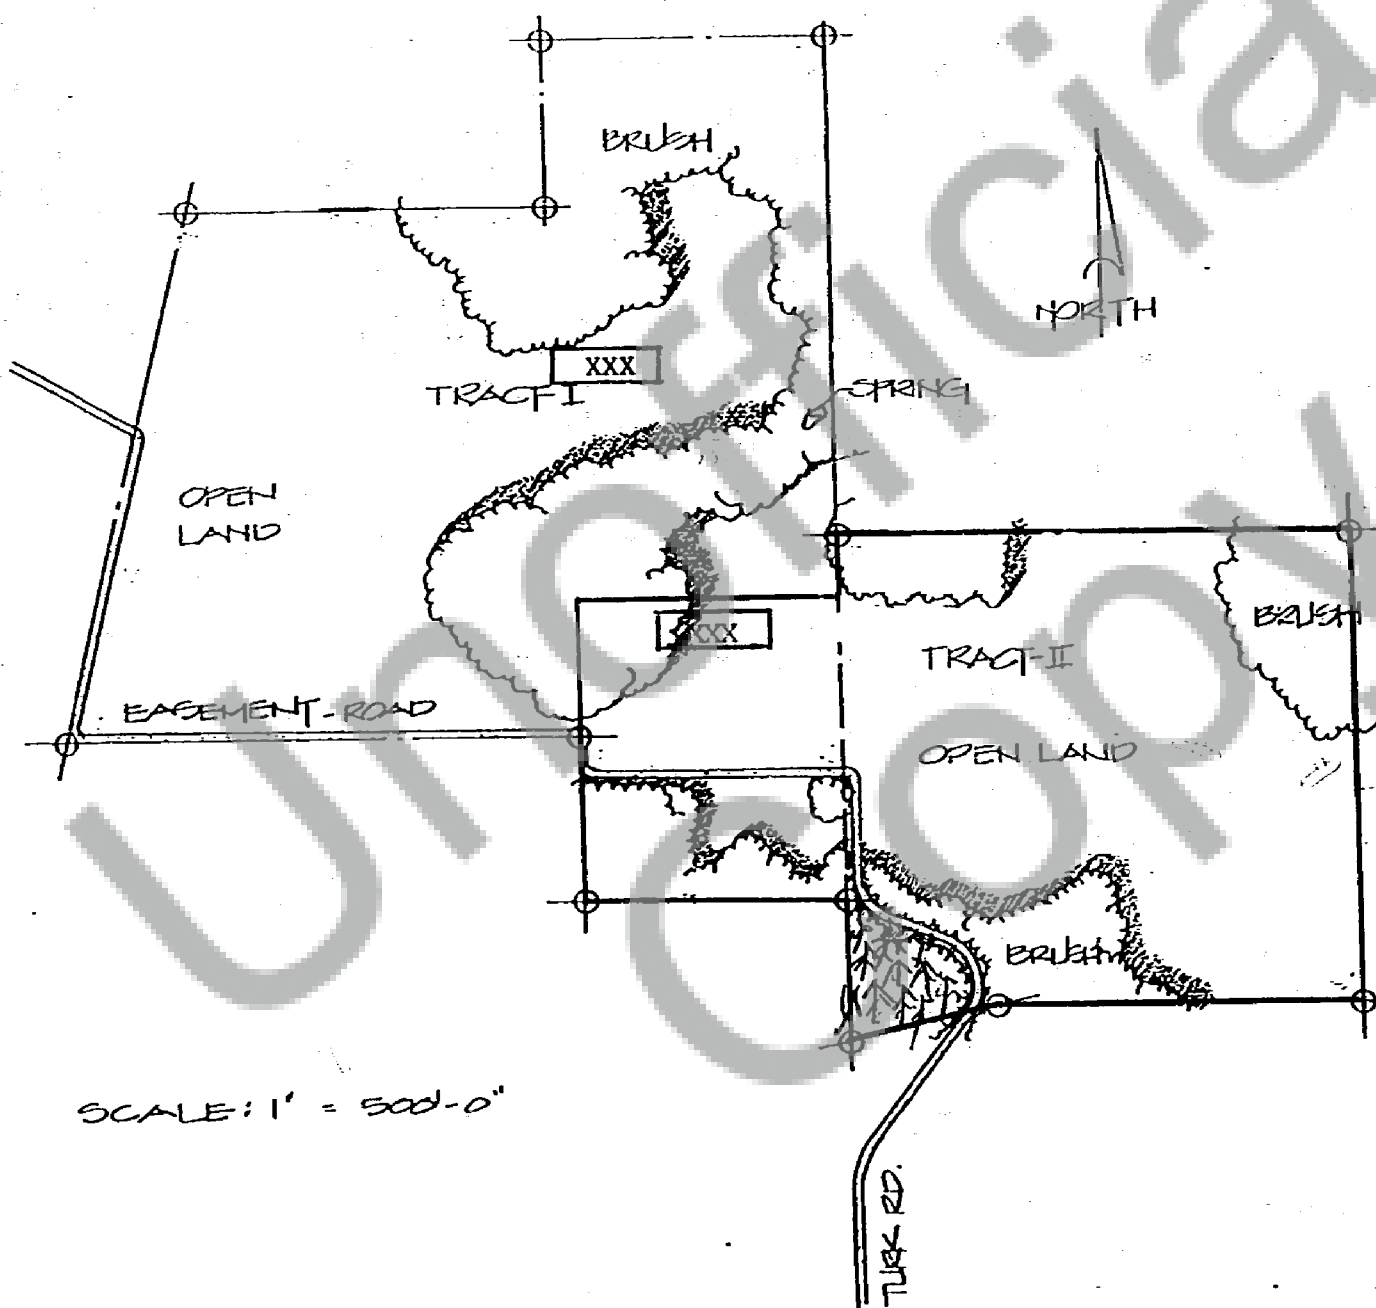 BRUSH
NORTH
XXX
TRACT-I
SPRING
OPEN
LAND
BRUSH
XXX
TRACT-II
EASEMENT-ROAD
OPEN LAND
BRUSH
SCALE: 1' = 500'-0"
TURK RD.
Unofficial
Copy